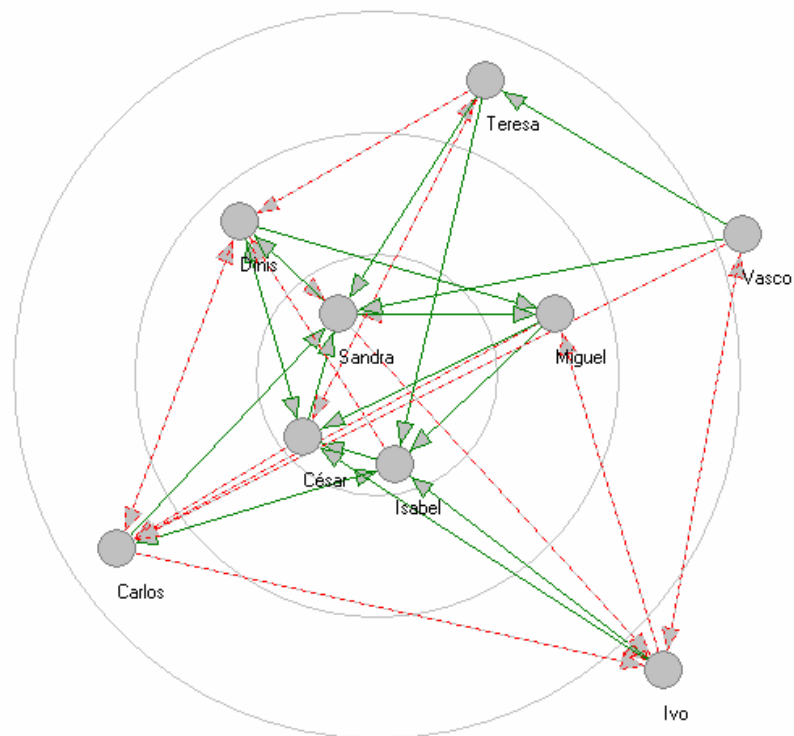 Teresa
Dinis
Vasco
Sandra
Miguel
César
Isabel
Carlos
Ivo